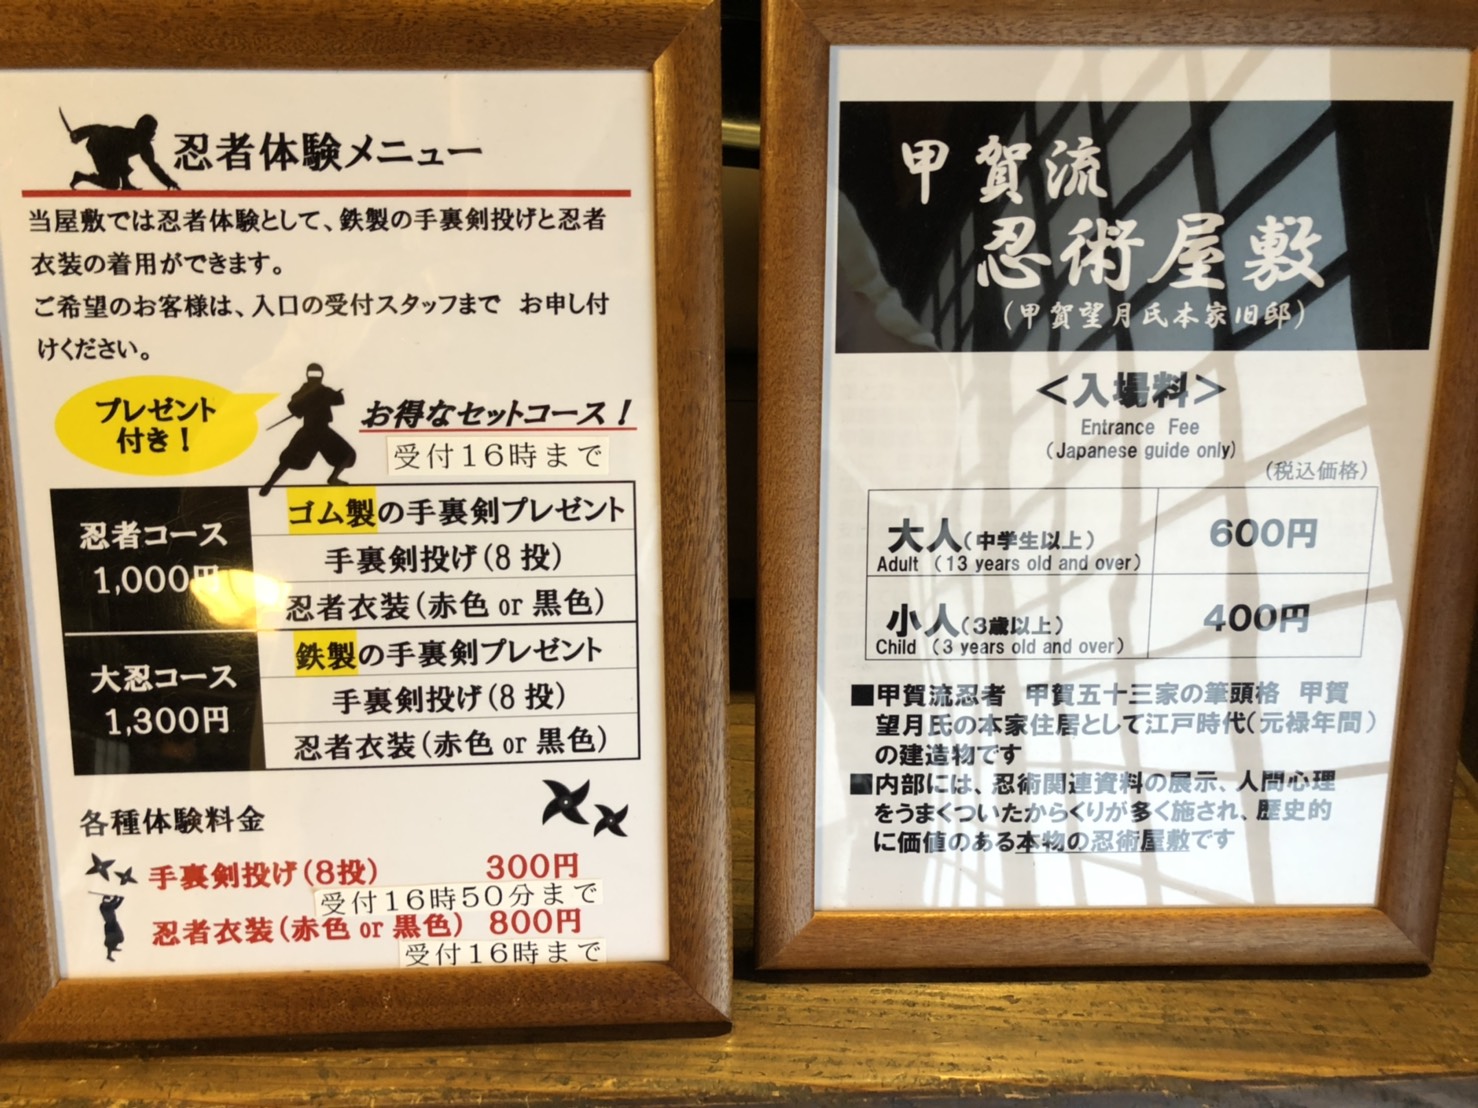 忍者体験メニュー
当屋敷では忍者体験として、鉄製の手裏剣投げと忍者
衣装の着用ができます。
ご希望のお客様は、入口の受付スタッフまで お申し付
けください。
プレゼント
付き！
お得なセットコース！
受付16時まで
忍者コース
1,000円
ゴム製の手裏剣プレゼント
手裏剣投げ(8投)
忍者衣装(赤色 or 黒色)
大忍コース
1,300円
鉄製の手裏剣プレゼント
手裏剣投げ(8投)
忍者衣装(赤色 or 黒色)
各種体験料金
手裏剣投げ(8投) 300円
受付16時50分まで
忍者衣装(赤色 or 黒色) 800円
受付16時まで
甲賀流
忍術屋敷
(甲賀望月氏本家旧邸)
＜入場料＞
Entrance Fee
(Japanese guide only)
(税込価格)
大人(中学生以上) 600円
Adult (13 years old and over)
小人(3歳以上) 400円
Child (3 years old and over)
■甲賀流忍者 甲賀五十三家の筆頭格 甲賀
望月氏の本家住居として江戸時代(元禄年間)
の建造物です
■内部には、忍術関連資料の展示、人間心理
をうまくついたからくりが多く施され、歴史的
に価値のある本物の忍術屋敷です